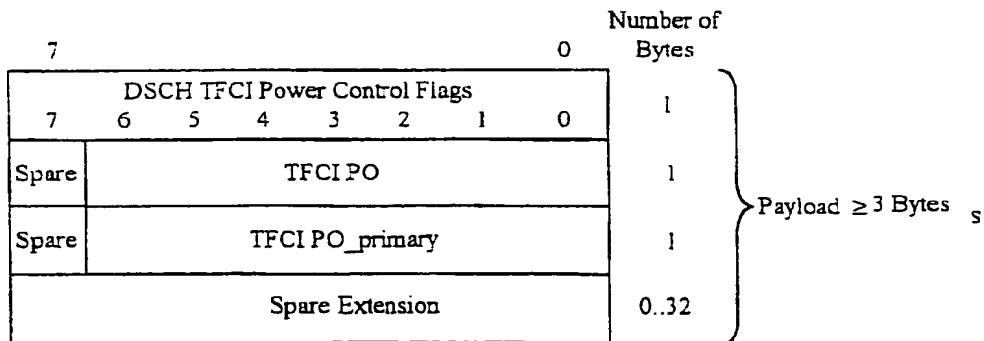 Number of
7 0 Bytes
DSCH TFCI Power Control Flags
7 6 5 4 3 2 1 0 1
Spare TFCI PO 1
Payload ≥ 3 Bytes s
Spare TFCI PO_primary 1
Spare Extension 0..32